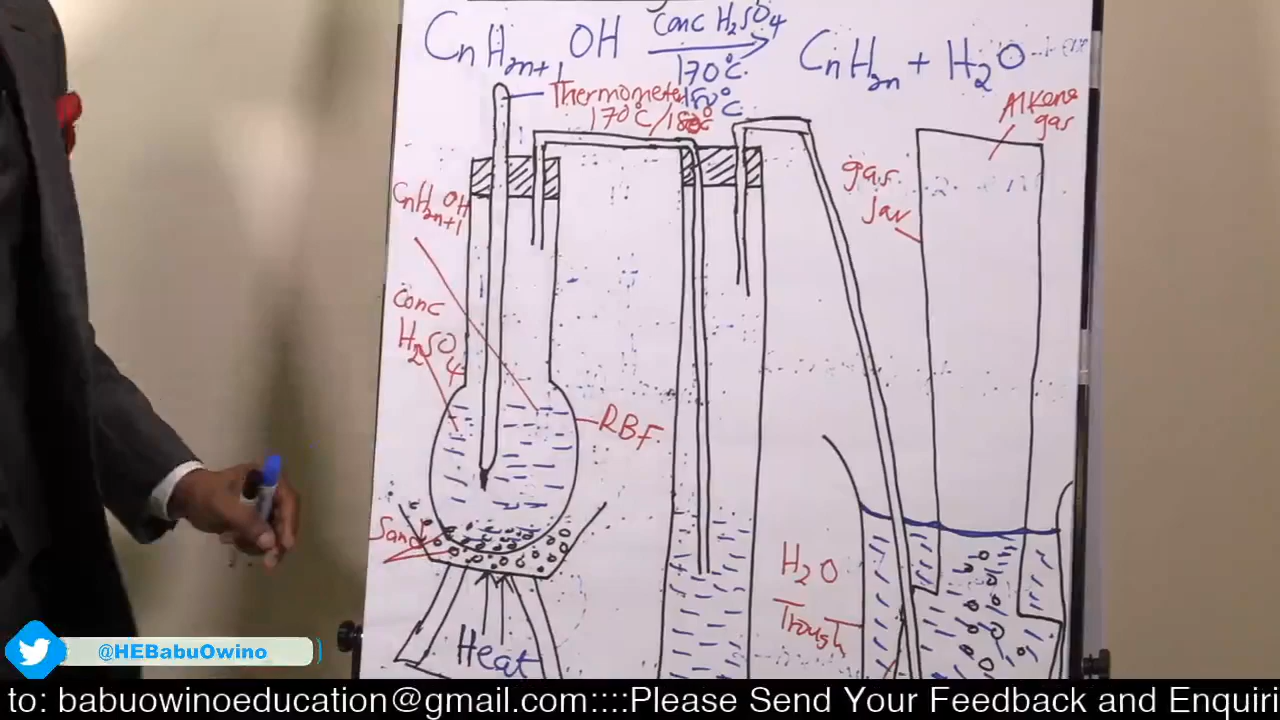 CnH2n+1OH conc H2SO4 170°C CnH2n + H2O
180°C
Thermometer
170°C/180°C
Alkene
gas
gas
jar
CnH2n+1OH
conc
H2SO4
RBF
Sand
H2O
Trough
Heat
@HEBabuOwino
to: babuowinoeducation@gmail.com::::Please Send Your Feedback and Enquiri